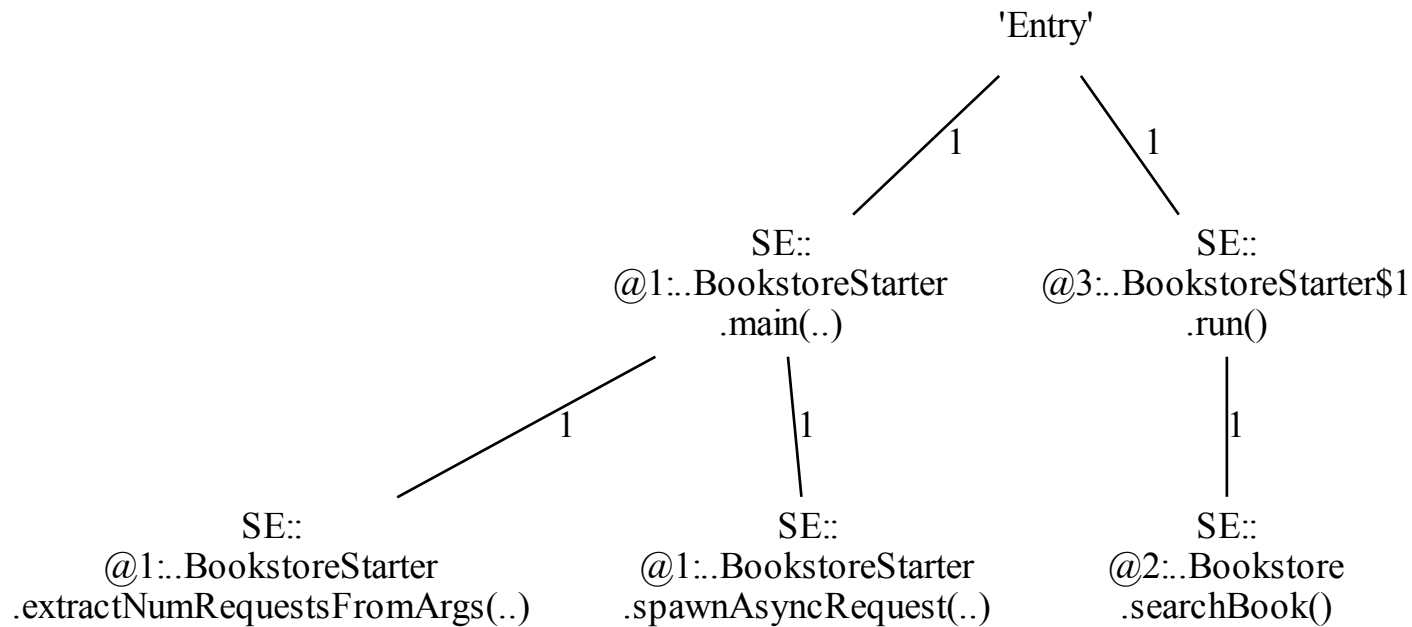 'Entry'
1
1
SE::
@1:..BookstoreStarter
.main(..)
SE::
@3:..BookstoreStarter$1
.run()
1
1
1
SE::
@1:..BookstoreStarter
.extractNumRequestsFromArgs(..)
SE::
@1:..BookstoreStarter
.spawnAsyncRequest(..)
SE::
@2:..Bookstore
.searchBook()